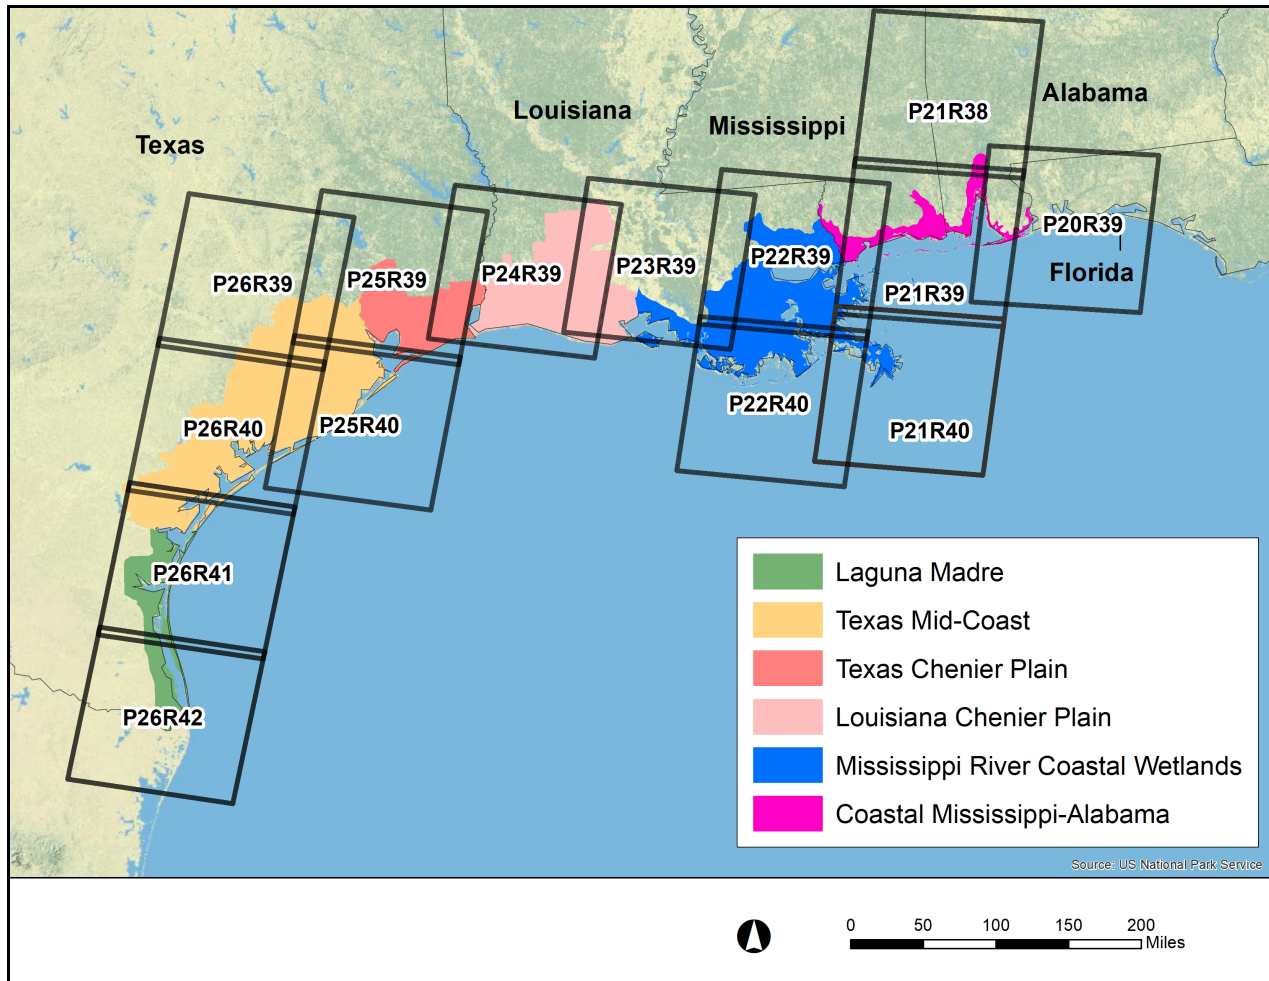 Texas
Louisiana
Mississippi
Alabama
Florida
P21R38
P20R39
P26R39
P25R39
P24R39
P23R39
P22R39
P21R39
P26R40
P25R40
P22R40
P21R40
P26R41
P26R42
Laguna Madre
Texas Mid-Coast
Texas Chenier Plain
Louisiana Chenier Plain
Mississippi River Coastal Wetlands
Coastal Mississippi-Alabama
Source: US National Park Service
0 50 100 150 200
Miles